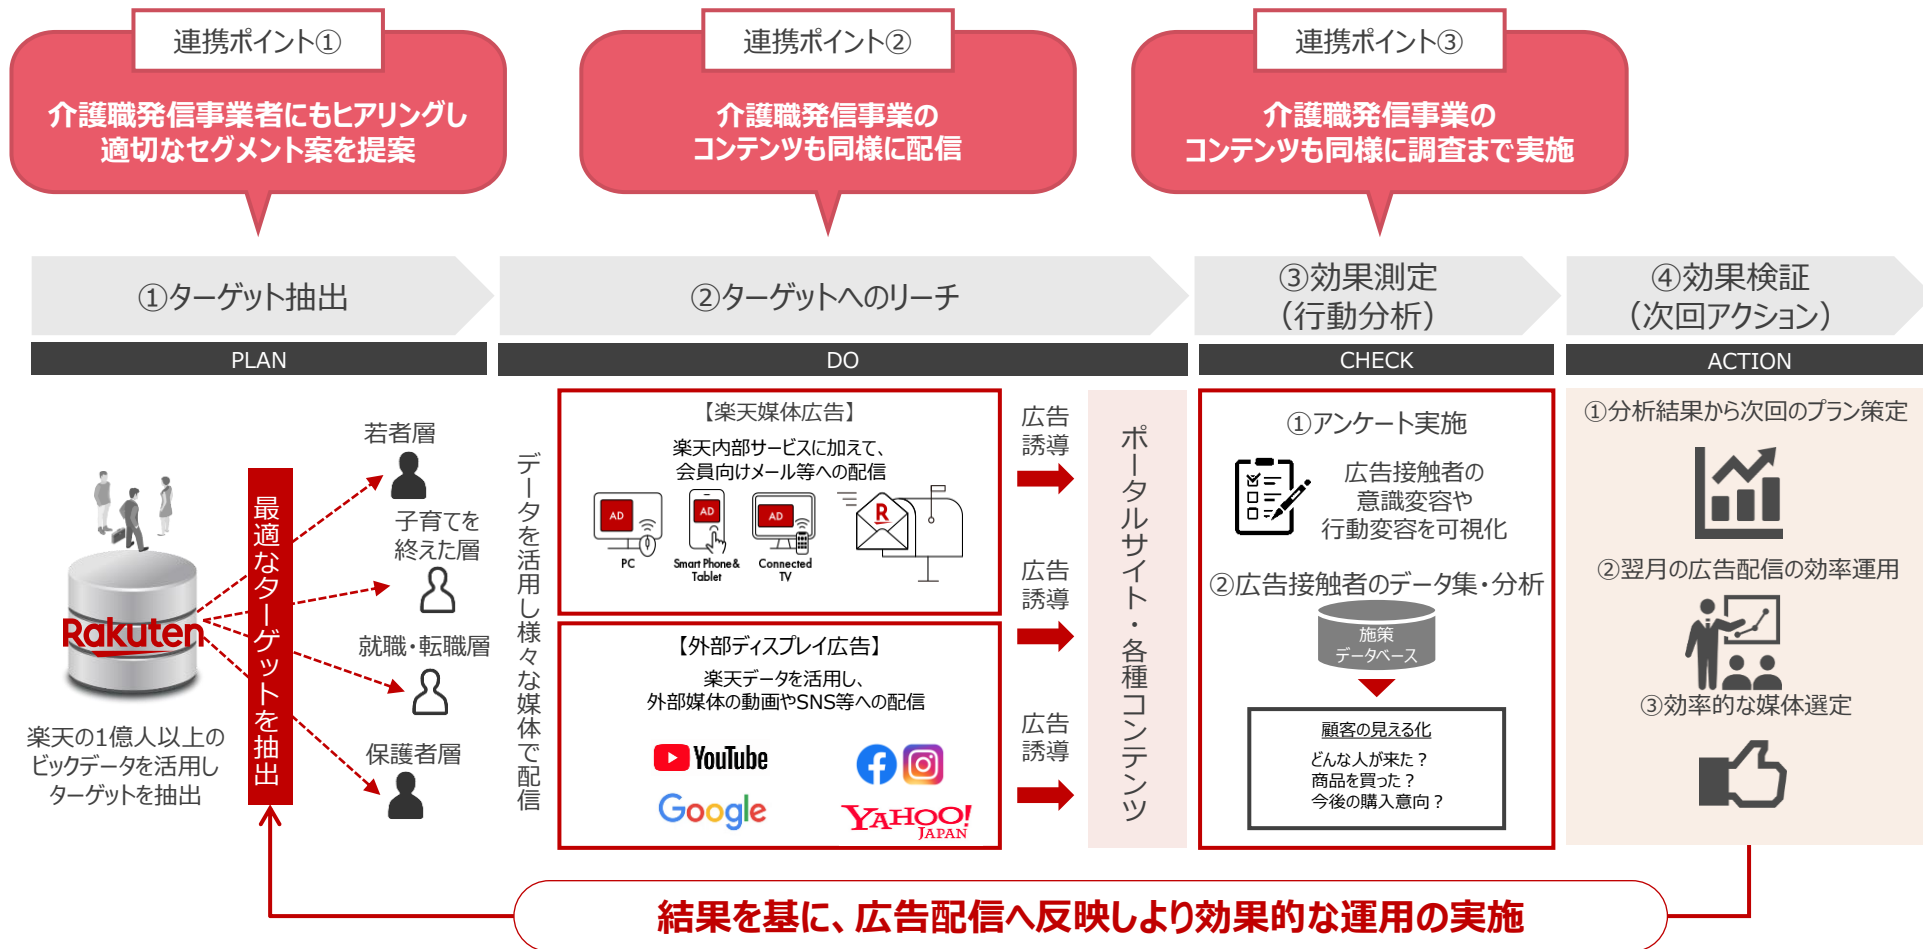 連携ポイント①
介護職発信事業者にもヒアリングし
適切なセグメント案を提案
連携ポイント②
介護職発信事業の
コンテンツも同様に配信
連携ポイント③
介護職発信事業の
コンテンツも同様に調査まで実施
①ターゲット抽出
②ターゲットへのリーチ
③効果測定
（行動分析）
④効果検証
（次回アクション）
PLAN
DO
CHECK
ACTION
Rakuten
楽天の1億人以上の
ビックデータを活用し
ターゲットを抽出
最適なターゲットを抽出
若者層
子育てを
終えた層
就職・転職層
保護者層
データを活用し様々な媒体で配信
【楽天媒体広告】
楽天内部サービスに加えて、
会員向けメール等への配信
AD
AD
AD
R
PC
Smart Phone &
Tablet
Connected
TV
【外部ディスプレイ広告】
楽天データを活用し、
外部媒体の動画やSNS等への配信
YouTube
Google
YAHOO!
JAPAN
広告
誘導
広告
誘導
広告
誘導
ポータルサイト・各種コンテンツ
①アンケート実施
広告接触者の
意識変容や
行動変容を可視化
②広告接触者のデータ集・分析
施策
データベース
顧客の見える化
どんな人が来た？
商品を買った？
今後の購入意向？
①分析結果から次回のプラン策定
②翌月の広告配信の効率運用
③効率的な媒体選定
結果を基に、広告配信へ反映しより効果的な運用の実施